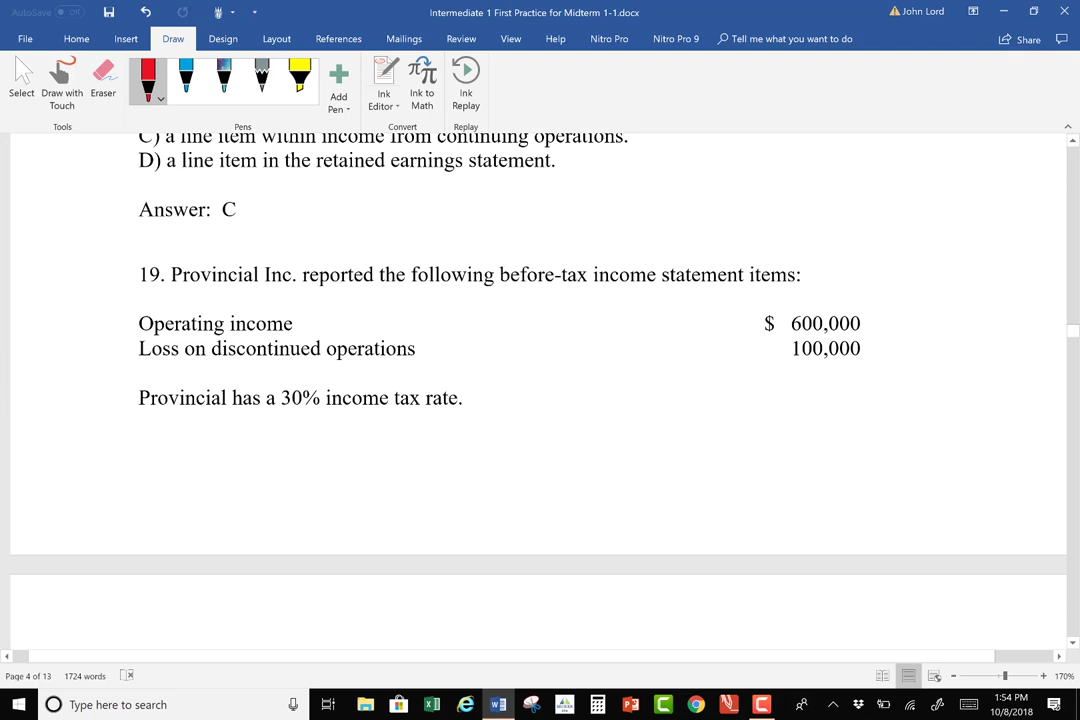 AutoSave Off
Intermediate 1 First Practice for Midterm 1-1.docx
John Lord
File Home Insert Draw Design Layout References Mailings Review View Help Nitro Pro Nitro Pro 9 Tell me what you want to do
Share
Select
Draw with Touch
Eraser
Add Pen
Ink Editor
Ink to Math
Ink Replay
Tools Pens Convert Replay
C) a line item within income from continuing operations.
D) a line item in the retained earnings statement.
Answer: C
19. Provincial Inc. reported the following before-tax income statement items:
Operating income $ 600,000
Loss on discontinued operations 100,000
Provincial has a 30% income tax rate.
Page 4 of 13 1724 words
170%
Type here to search
1:54 PM
10/8/2018